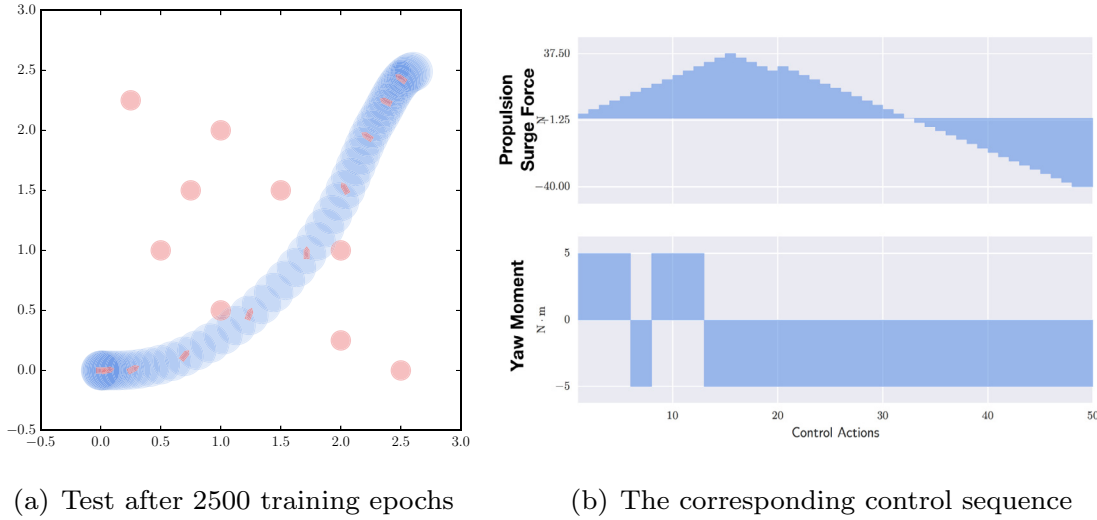 3.0
2.5
2.0
1.5
1.0
0.5
0.0
−0.5
−0.5 0.0 0.5 1.0 1.5 2.0 2.5 3.0
(a) Test after 2500 training epochs
Propulsion
Surge Force
N
37.50
−1.25
−40.00
Yaw Moment
N · m
5
0
−5
10 20 30 40 50
Control Actions
(b) The corresponding control sequence